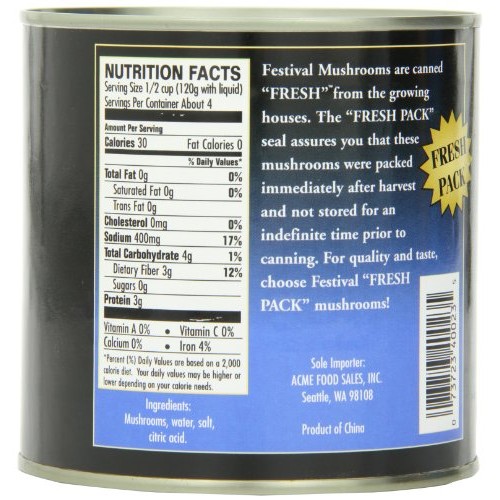 NUTRITION FACTS
Serving Size 1/2 cup (120g with liquid)
Servings Per Container About 4
Amount Per Serving
Calories 30 Fat Calories 0
% Daily Values*
Total Fat 0g 0%
Saturated Fat 0g 0%
Trans Fat 0g
Cholesterol 0mg 0%
Sodium 400mg 17%
Total Carbohydrate 4g 1%
Dietary Fiber 3g 12%
Sugars 0g
Protein 3g
Vitamin A 0% • Vitamin C 0%
Calcium 0% • Iron 4%
*Percent (%) Daily Values are based on a 2,000
calorie diet. Your daily values may be higher or
lower depending on your calorie needs.
Ingredients:
Mushrooms, water, salt,
citric acid.
Festival Mushrooms are canned
"FRESH"™ from the growing
houses. The "FRESH PACK"
seal assures you that these
mushrooms were packed
immediately after harvest
and not stored for an
indefinite time prior to
canning. For quality and taste,
choose Festival "FRESH
PACK" mushrooms!
Sole Importer:
ACME FOOD SALES, INC.
Seattle, WA 98108
Product of China
FRESH
PACK
0 73723 40023 5